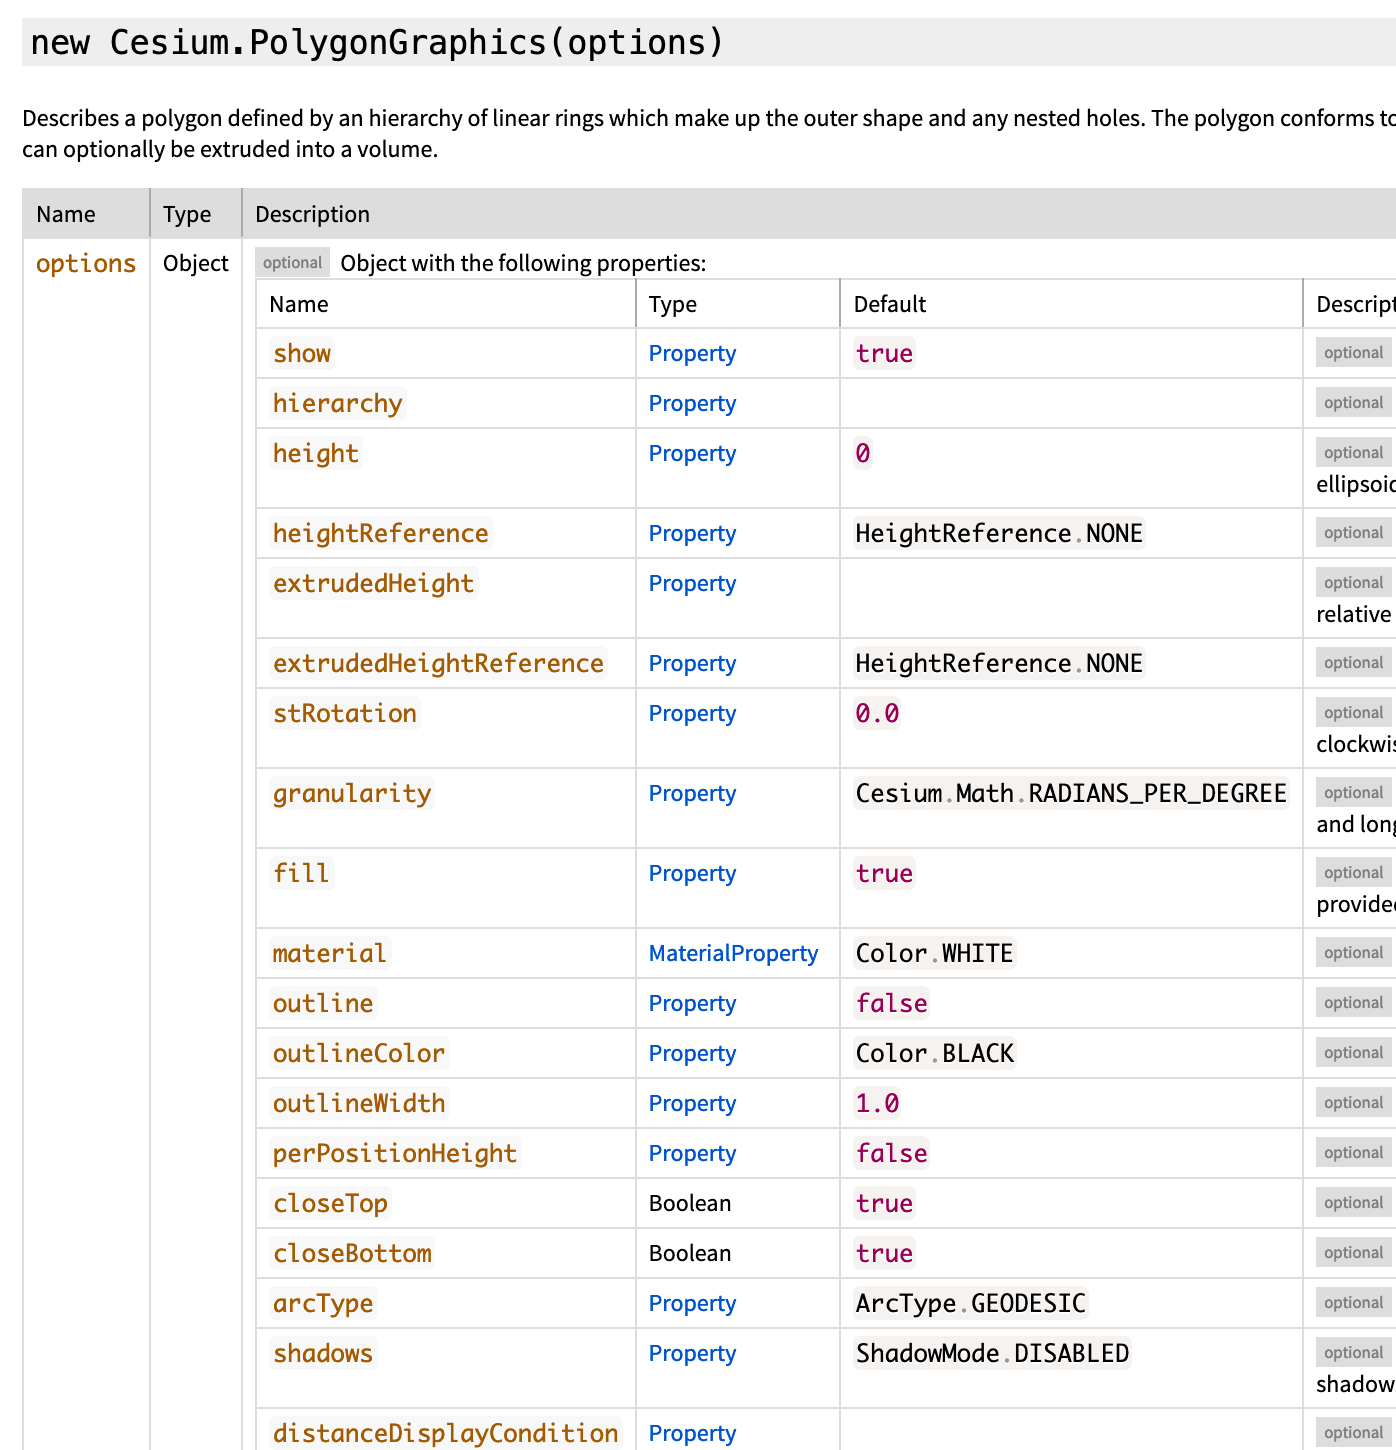 new Cesium.PolygonGraphics(options)
Describes a polygon defined by an hierarchy of linear rings which make up the outer shape and any nested holes. The polygon conforms to
can optionally be extruded into a volume.
Name Type Description
options Object optional Object with the following properties:
Name Type Default Descript
show Property true optional
hierarchy Property optional
height Property 0 optional
ellipsoid
heightReference Property HeightReference.NONE optional
extrudedHeight Property optional
relative
extrudedHeightReference Property HeightReference.NONE optional
stRotation Property 0.0 optional
clockwis
granularity Property Cesium.Math.RADIANS_PER_DEGREE optional
and long
fill Property true optional
provided
material MaterialProperty Color.WHITE optional
outline Property false optional
outlineColor Property Color.BLACK optional
outlineWidth Property 1.0 optional
perPositionHeight Property false optional
closeTop Boolean true optional
closeBottom Boolean true optional
arcType Property ArcType.GEODESIC optional
shadows Property ShadowMode.DISABLED optional
shadow
distanceDisplayCondition Property optional